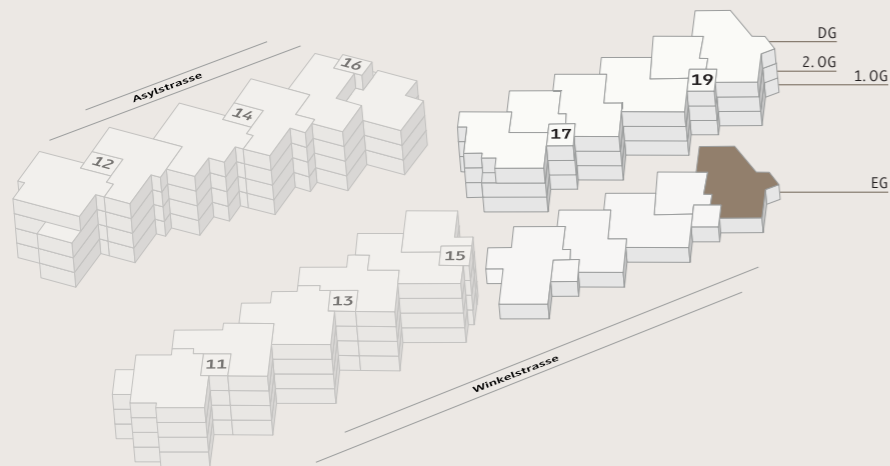 DG
16
2. OG
1. OG
19
Asylstrasse
14
17
12
EG
15
13
11
Winkelstrasse